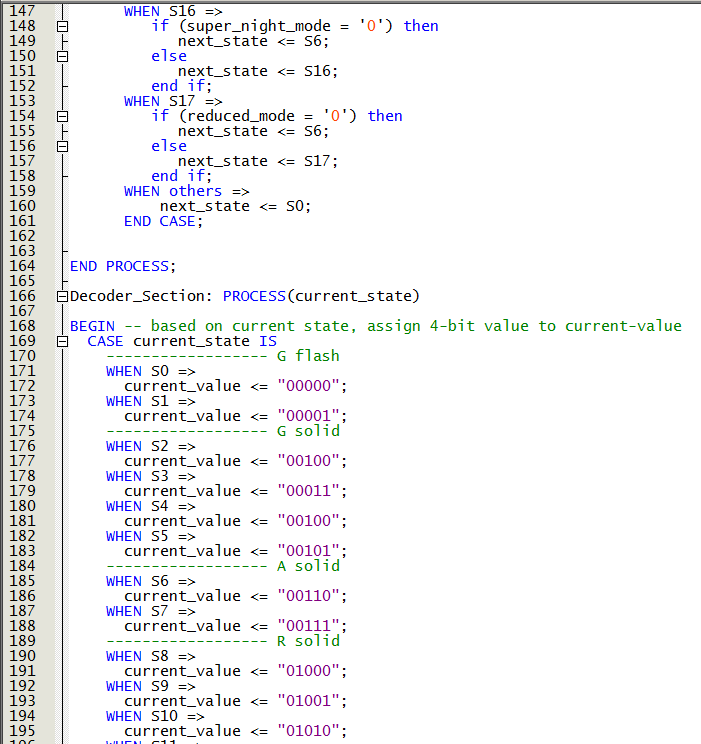 147 WHEN S16 =>
148 if (super_night_mode = '0') then
149 next_state <= S6;
150 else
151 next_state <= S16;
152 end if;
153 WHEN S17 =>
154 if (reduced_mode = '0') then
155 next_state <= S6;
156 else
157 next_state <= S17;
158 end if;
159 WHEN others =>
160 next_state <= S0;
161 END CASE;
162
163
164 END PROCESS;
165
166 Decoder_Section: PROCESS(current_state)
167
168 BEGIN -- based on current state, assign 4-bit value to current-value
169 CASE current_state IS
170 ------------------ G flash
171 WHEN S0 =>
172 current_value <= "00000";
173 WHEN S1 =>
174 current_value <= "00001";
175 ------------------ G solid
176 WHEN S2 =>
177 current_value <= "00100";
178 WHEN S3 =>
179 current_value <= "00011";
180 WHEN S4 =>
181 current_value <= "00100";
182 WHEN S5 =>
183 current_value <= "00101";
184 ------------------ A solid
185 WHEN S6 =>
186 current_value <= "00110";
187 WHEN S7 =>
188 current_value <= "00111";
189 ------------------ R solid
190 WHEN S8 =>
191 current_value <= "01000";
192 WHEN S9 =>
193 current_value <= "01001";
194 WHEN S10 =>
195 current_value <= "01010";